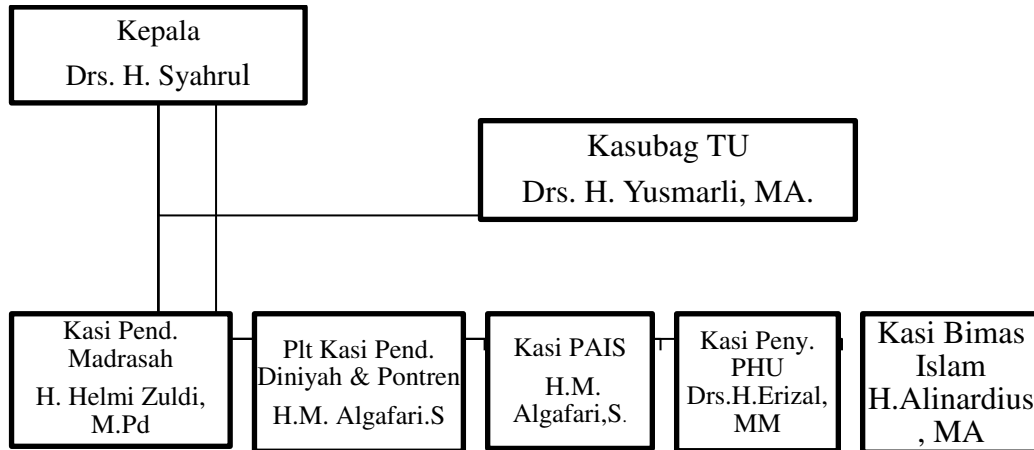 Kepala
Drs. H. Syahrul
Kasubag TU
Drs. H. Yusmarli, MA.
Kasi Pend.
Madrasah
H. Helmi Zuldi,
M.Pd
Plt Kasi Pend.
Diniyah & Pontren
H.M. Algafari.S
Kasi PAIS
H.M.
Algafari,S.
Kasi Peny.
PHU
Drs.H.Erizal,
MM
Kasi Bimas
Islam
H.Alinardius
, MA